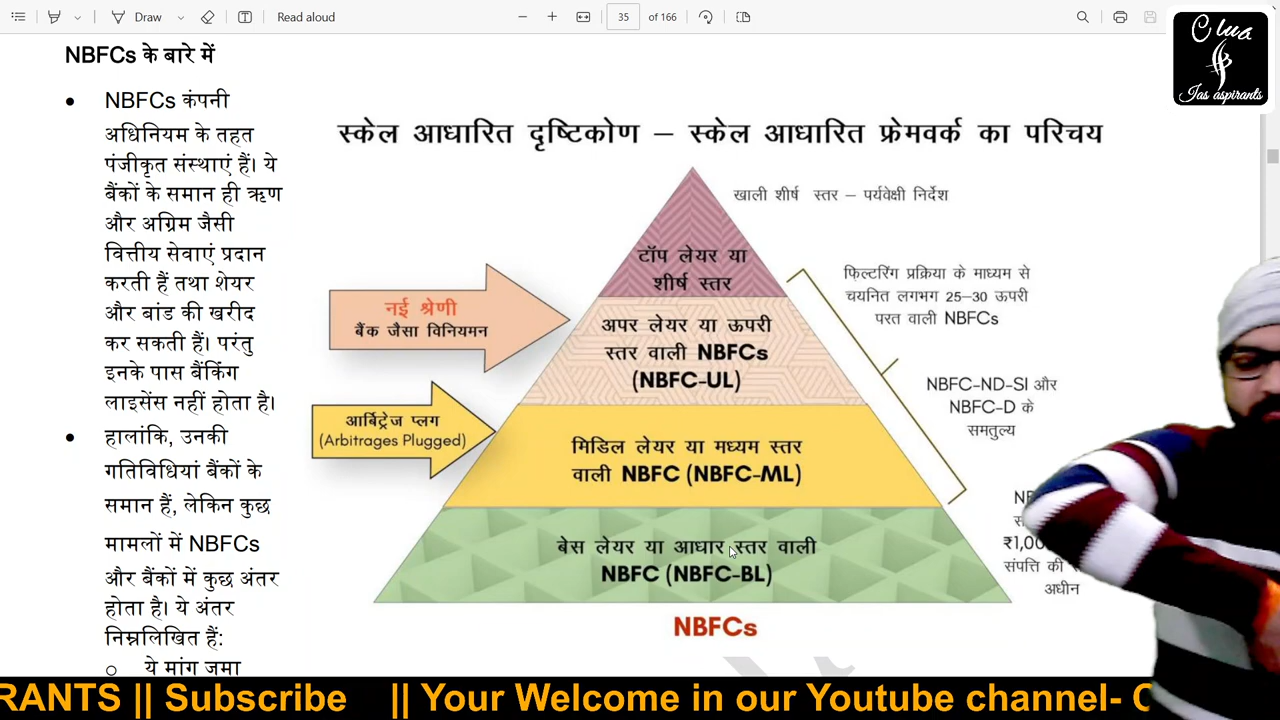 Draw
Read aloud
35 of 166
C lua
Ias aspirants
NBFCs के बारे में
NBFCs कंपनी
अधिनियम के तहत
पंजीकृत संस्थाएं हैं। ये
बैंकों के समान ही ऋण
और अग्रिम जैसी
वित्तीय सेवाएं प्रदान
करती हैं तथा शेयर
और बांड की खरीद
कर सकती हैं। परंतु
इनके पास बैंकिंग
लाइसेंस नहीं होता है।
हालांकि, उनकी
गतिविधियां बैंकों के
समान हैं, लेकिन कुछ
मामलों में NBFCs
और बैंकों में कुछ अंतर
होता है। ये अंतर
निम्नलिखित हैं:
o ये मांग जमा
स्केल आधारित दृष्टिकोण – स्केल आधारित फ्रेमवर्क का परिचय
खाली शीर्ष स्तर – पर्यवेक्षी निर्देश
टॉप लेयर या
शीर्ष स्तर
नई श्रेणी
बैंक जैसा विनियमन
अपर लेयर या ऊपरी
स्तर वाली NBFCs
(NBFC-UL)
फ़िल्टरिंग प्रक्रिया के माध्यम से
चयनित लगभग 25–30 ऊपरी
परत वाली NBFCs
आर्बिट्रेज प्लग
(Arbitrages Plugged)
मिडिल लेयर या मध्यम स्तर
वाली NBFC (NBFC-ML)
NBFC-ND-SI और
NBFC-D के
समतुल्य
बेस लेयर या आधार स्तर वाली
NBFC (NBFC-BL)
संपत्ति की
अधीन
NBFCs
RANTS || Subscribe || Your Welcome in our Youtube channel- C